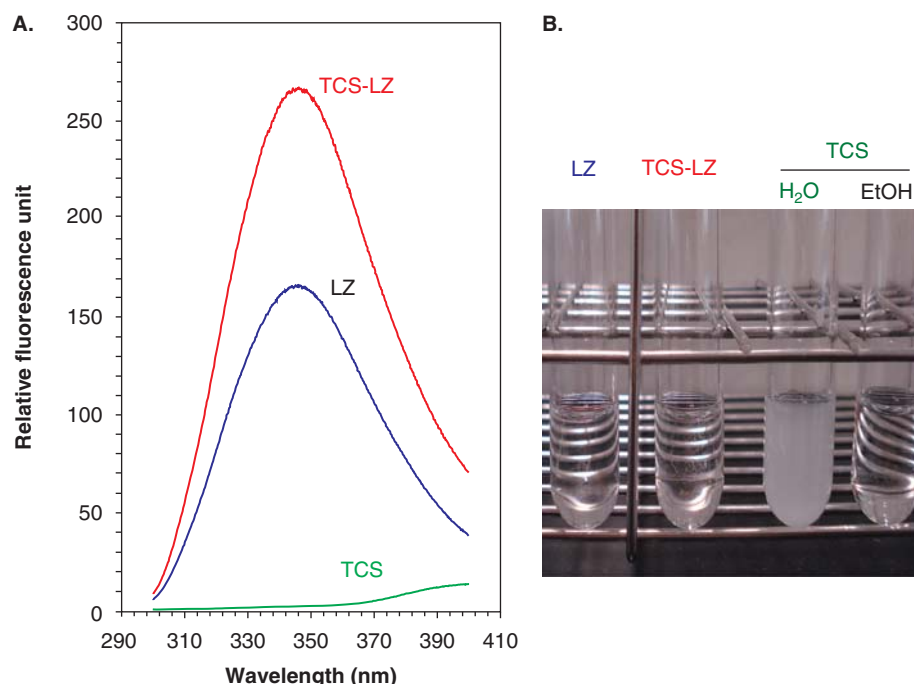 A.
300
250
200
150
100
50
0
290 310 330 350 370 390 410
Relative fluorescence unit
Wavelength (nm)
TCS-LZ
LZ
TCS
B.
LZ TCS-LZ TCS
H₂O EtOH